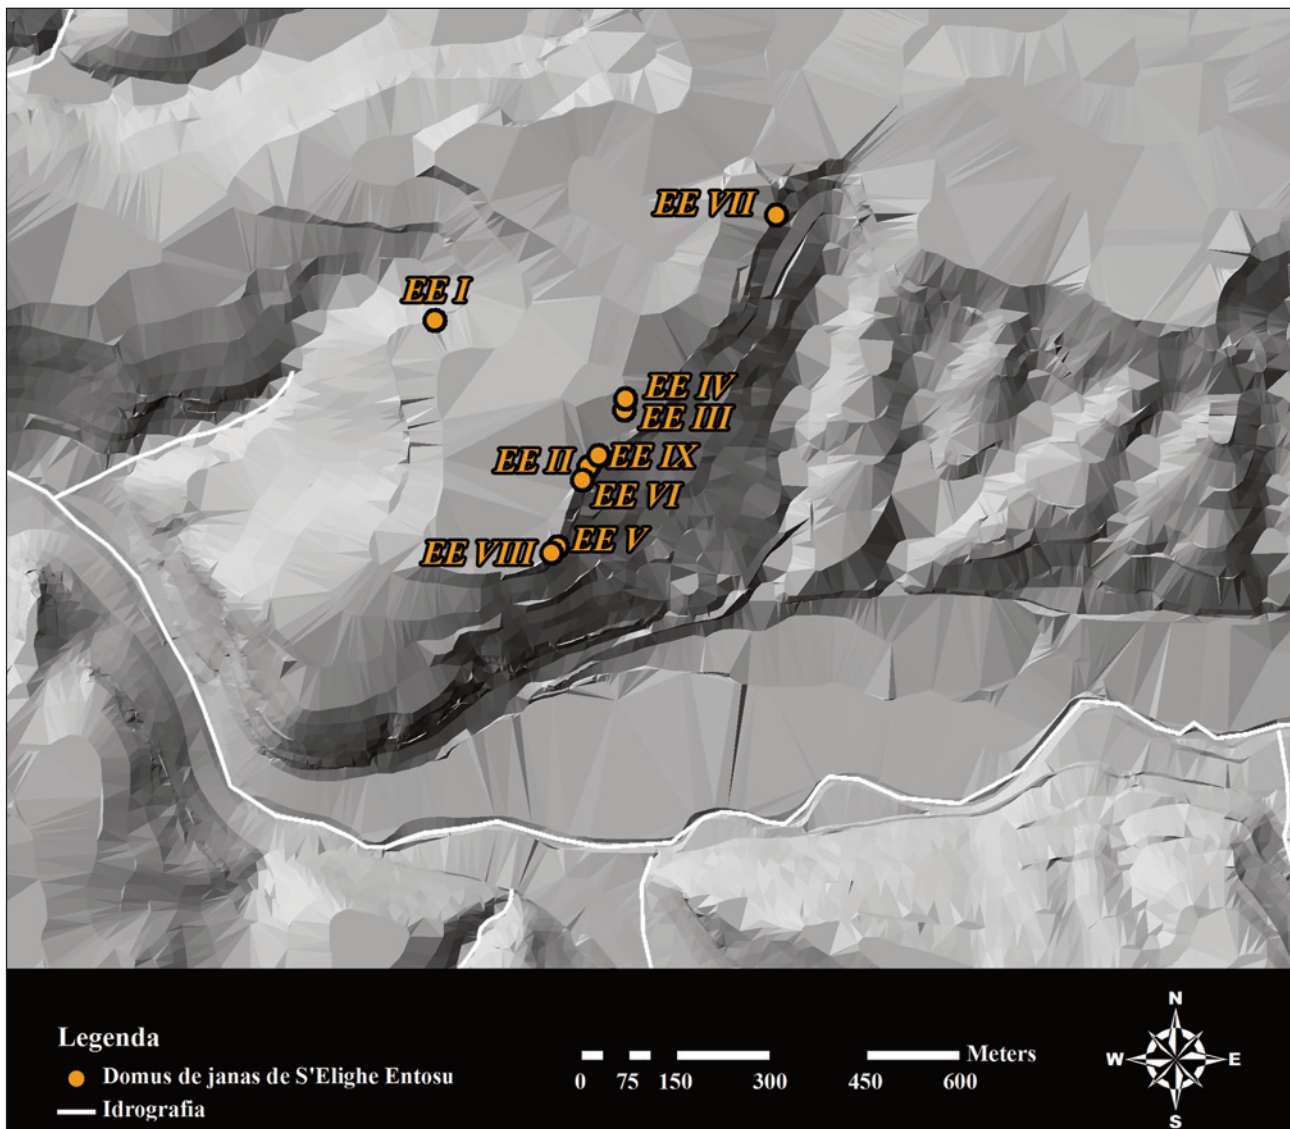 EE VII
EE I
EE IV
EE III
EE II
EE IX
EE VI
EE V
EE VIII
Legenda
Domus de janas de S'Elighe Entosu
Idrografia
Meters
0 75 150 300 450 600
N
W E
S